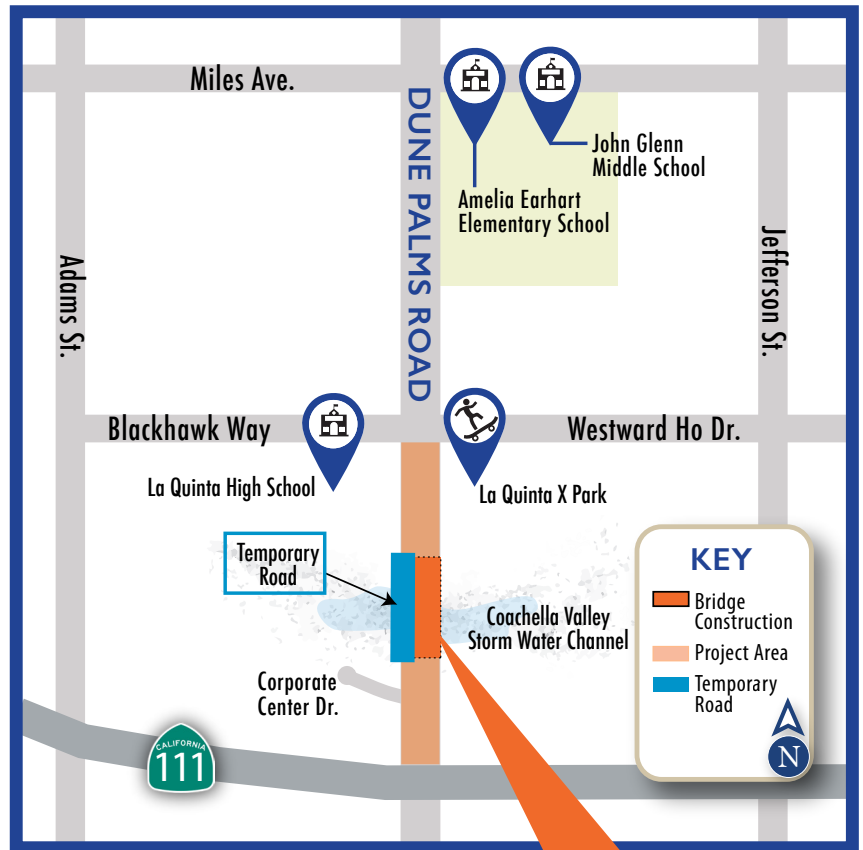 Miles Ave.
DUNE PALMS ROAD
John Glenn
Middle School
Amelia Earhart
Elementary School
Adams St.
Jefferson St.
Blackhawk Way
Westward Ho Dr.
La Quinta High School
La Quinta X Park
Temporary
Road
Coachella Valley
Storm Water Channel
Corporate
Center Dr.
CALIFORNIA
111
KEY
Bridge
Construction
Project Area
Temporary
Road
N